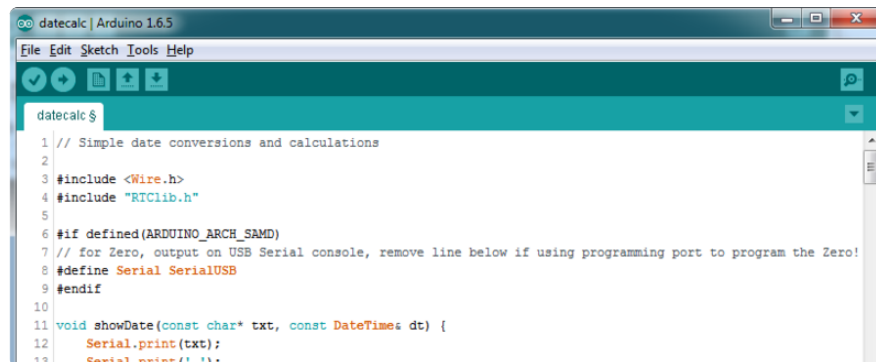 datecalc | Arduino 1.6.5
File Edit Sketch Tools Help
datecalc §
1 // Simple date conversions and calculations
2
3 #include <Wire.h>
4 #include "RTClib.h"
5
6 #if defined(ARDUINO_ARCH_SAMD)
7 // for Zero, output on USB Serial console, remove line below if using programming port to program the Zero!
8 #define Serial SerialUSB
9 #endif
10
11 void showDate(const char* txt, const DateTime& dt) {
12     Serial.print(txt);
13     Serial.print(' ');